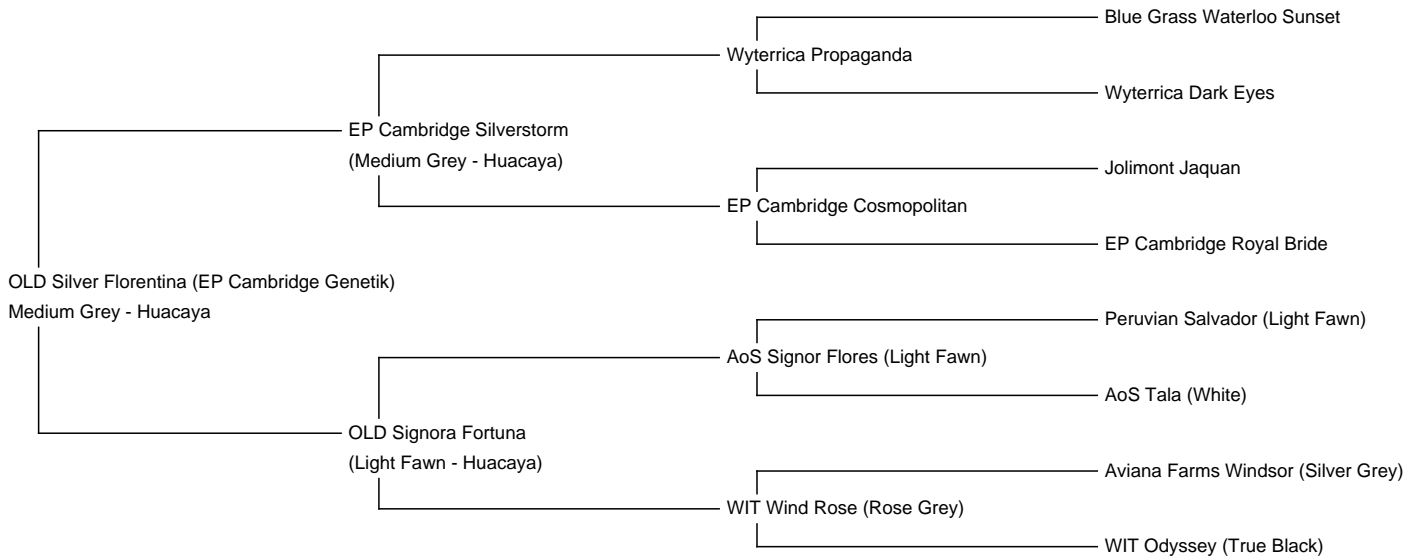 Blue Grass Waterloo Sunset
Wyterrica Propaganda
Wyterrica Dark Eyes
EP Cambridge Silverstorm
(Medium Grey - Huacaya)
Jolimont Jaquan
EP Cambridge Cosmopolitan
EP Cambridge Royal Bride
OLD Silver Florentina (EP Cambridge Genetik)
Medium Grey - Huacaya
Peruvian Salvador (Light Fawn)
AoS Signor Flores (Light Fawn)
AoS Tala (White)
OLD Signora Fortuna
(Light Fawn - Huacaya)
Aviana Farms Windsor (Silver Grey)
WIT Wind Rose (Rose Grey)
WIT Odyssey (True Black)